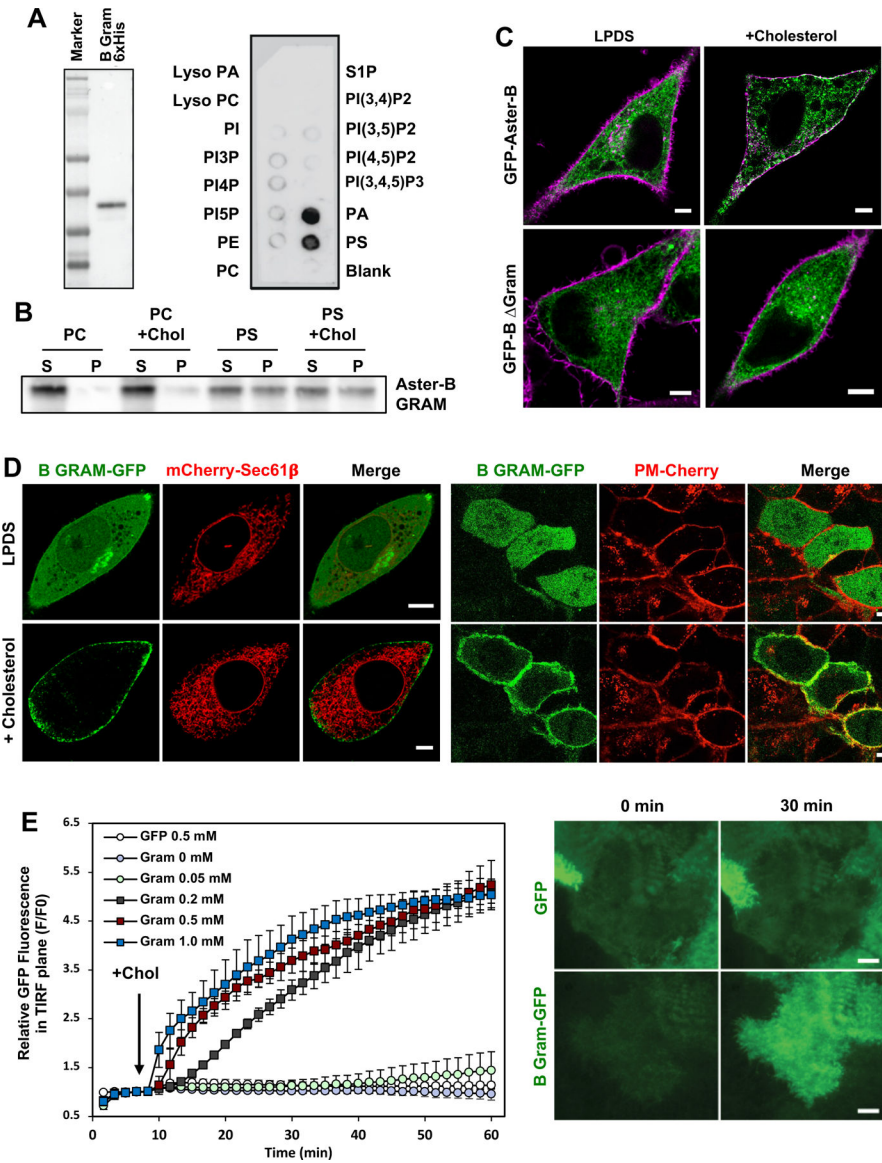 A
Marker
B Gram
6xHis
Lyso PA
Lyso PC
PI
PI3P
PI4P
PI5P
PE
PC
S1P
PI(3,4)P2
PI(3,5)P2
PI(4,5)P2
PI(3,4,5)P3
PA
PS
Blank
B
PC
PC
+Chol
PS
PS
+Chol
S P S P S P S P
Aster-B
GRAM
C
LPDS
+Cholesterol
GFP-Aster-B
GFP-B ΔGram
D
B GRAM-GFP
mCherry-Sec61β
Merge
B GRAM-GFP
PM-Cherry
Merge
LPDS
+ Cholesterol
E
Relative GFP Fluorescence
in TIRF plane (F/F0)
6.5
5.5
4.5
3.5
2.5
1.5
0.5
GFP 0.5 mM
Gram 0 mM
Gram 0.05 mM
Gram 0.2 mM
Gram 0.5 mM
Gram 1.0 mM
+Chol
0 10 20 30 40 50 60
Time (min)
0 min
30 min
GFP
B Gram-GFP